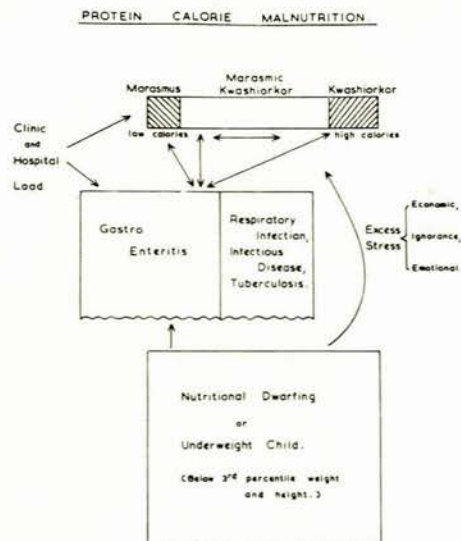 PROTEIN CALORIE MALNUTRITION
Marasmus
Marasmic
Kwashiorkor
Kwashiorkor
low calories
high calories
Clinic
and
Hospital
Load
Gastro
Enteritis
Respiratory
Infection,
Infectious
Disease,
Tuberculosis.
Excess
Stress
Economic,
Ignorance,
Emotional.
Nutritional Dwarfing
or
Underweight Child.
(Below 3rd percentile weight
and height.)